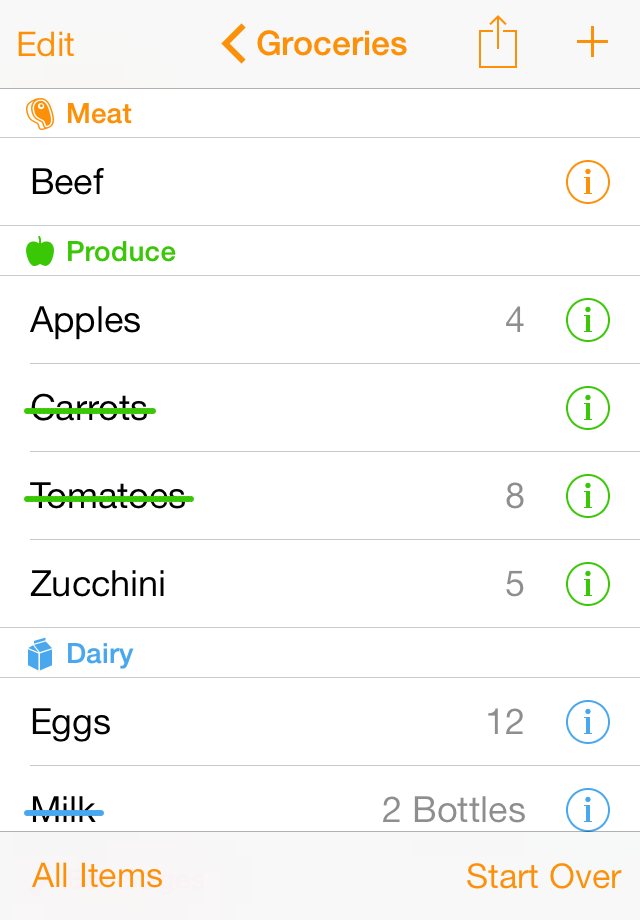 Edit Groceries
Meat
Beef
Produce
Apples 4
Carrots
Tomatoes 8
Zucchini 5
Dairy
Eggs 12
Milk 2 Bottles
All Items Start Over